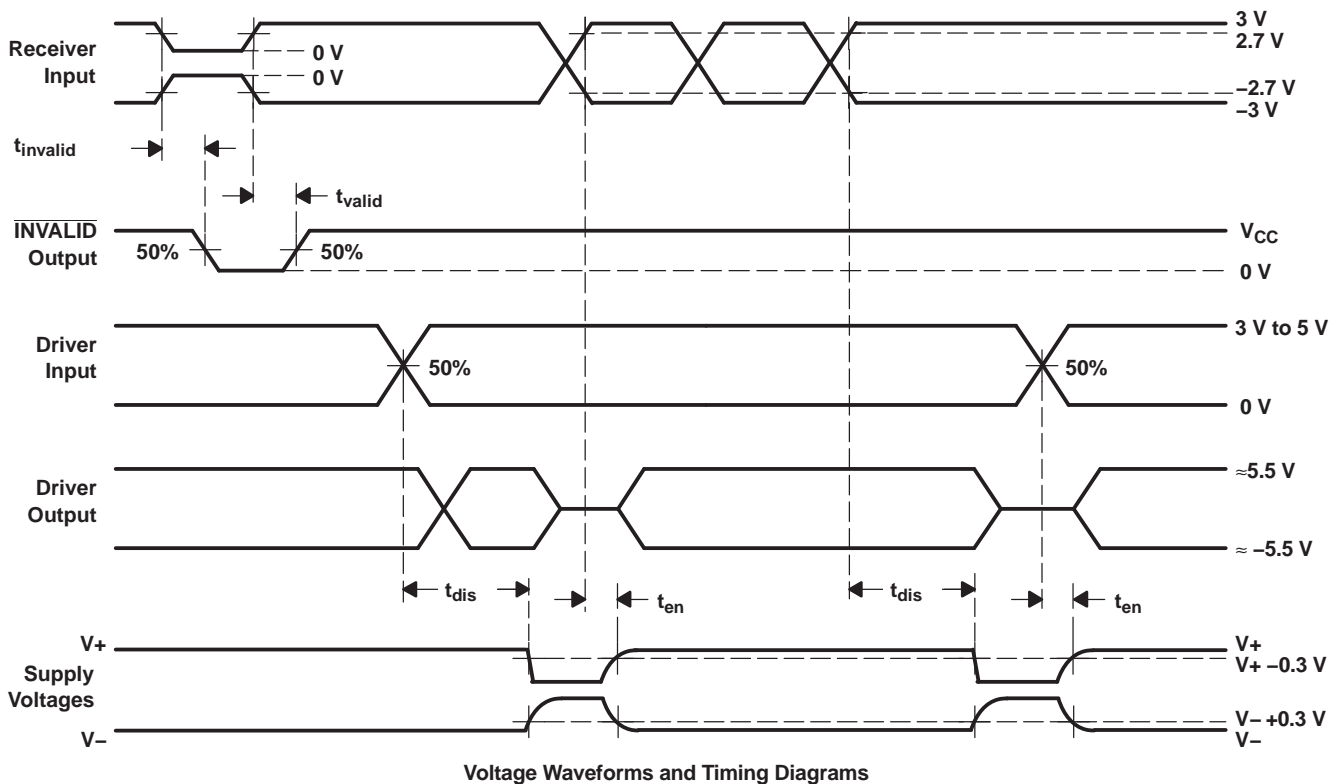 Receiver
Input
3 V
2.7 V
0 V
0 V
−2.7 V
−3 V
tinvalid
tvalid
INVALID
Output
50%
50%
VCC
0 V
Driver
Input
50%
50%
3 V to 5 V
0 V
Driver
Output
≈5.5 V
≈ −5.5 V
tdis
ten
tdis
ten
V+
Supply
Voltages
V−
V+
V+ −0.3 V
V− +0.3 V
V−
Voltage Waveforms and Timing Diagrams